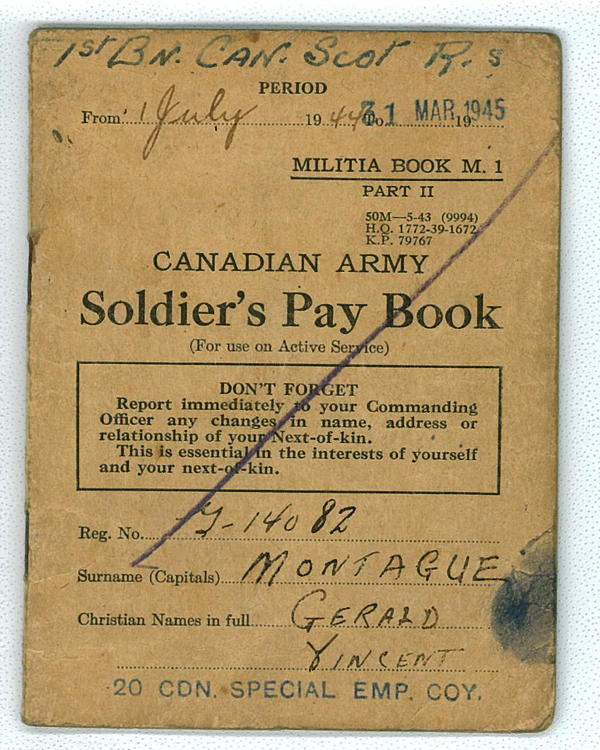 1st Bn. Can. Scot R.s
PERIOD
From 1 July 1944 To 31 MAR 1945 19
MILITIA BOOK M. 1
PART II
50M—5-43 (9994)
H.Q. 1772-39-1672
K.P. 79767
CANADIAN ARMY
Soldier's Pay Book
(For use on Active Service)
DON'T FORGET
Report immediately to your Commanding
Officer any changes in name, address or
relationship of your Next-of-kin.
This is essential in the interests of yourself
and your next-of-kin.
Reg. No. G-14082
Surname (Capitals) MONTAGUE
Christian Names in full GERALD
VINCENT
20 CDN. SPECIAL EMP. COY.